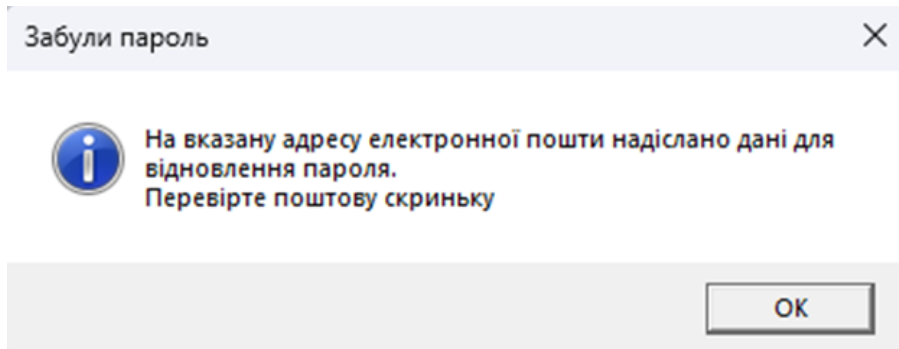 Забули пароль
На вказану адресу електронної пошти надіслано дані для
відновлення пароля.
Перевірте поштову скриньку
ОК